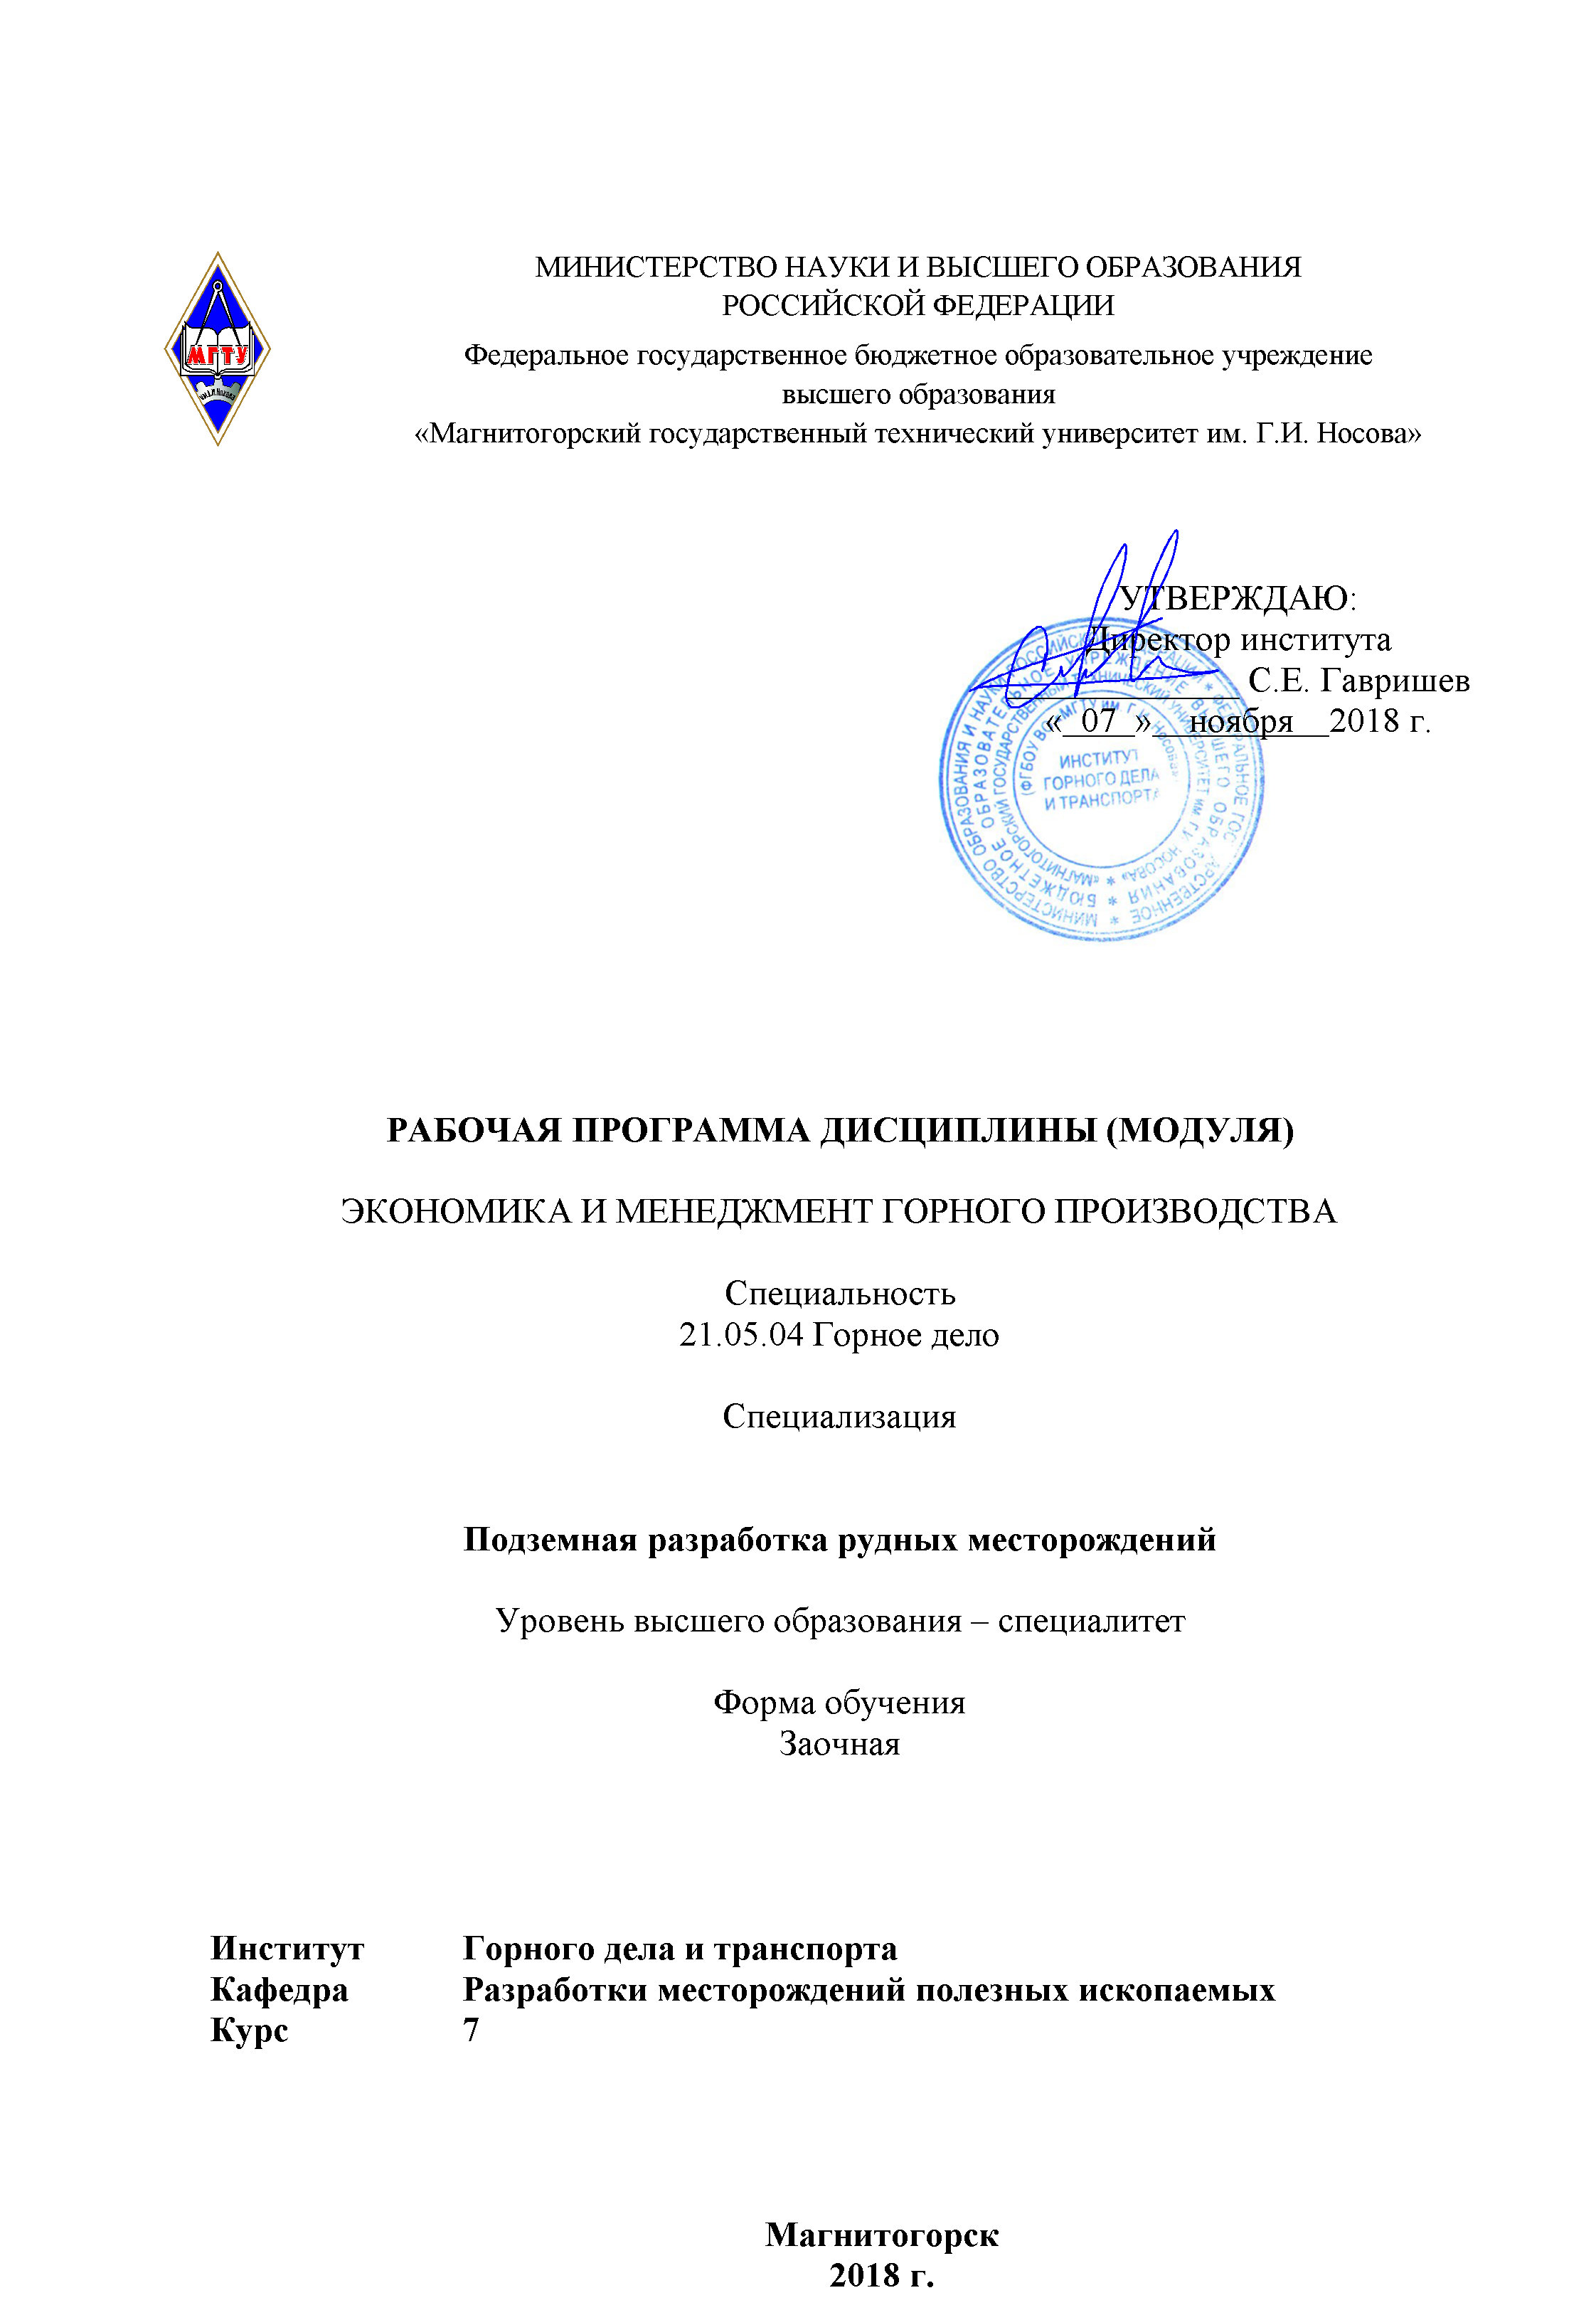 МИНИСТЕРСТВО НАУКИ И ВЫСШЕГО ОБРАЗОВАНИЯ
РОССИЙСКОЙ ФЕДЕРАЦИИ
Федеральное государственное бюджетное образовательное учреждение
высшего образования
«Магнитогорский государственный технический университет им. Г.И. Носова»
МГТУ
УТВЕРЖДАЮ:
Директор института
С.Е. Гавришев
« 07 » ноября 2018 г.
ИНСТИТУТ
ГОРНОГО ДЕЛА
И ТРАНСПОРТА
РАБОЧАЯ ПРОГРАММА ДИСЦИПЛИНЫ (МОДУЛЯ)
ЭКОНОМИКА И МЕНЕДЖМЕНТ ГОРНОГО ПРОИЗВОДСТВА
Специальность
21.05.04 Горное дело
Специализация
Подземная разработка рудных месторождений
Уровень высшего образования – специалитет
Форма обучения
Заочная
Институт Горного дела и транспорта
Кафедра Разработки месторождений полезных ископаемых
Курс 7
Магнитогорск
2018 г.